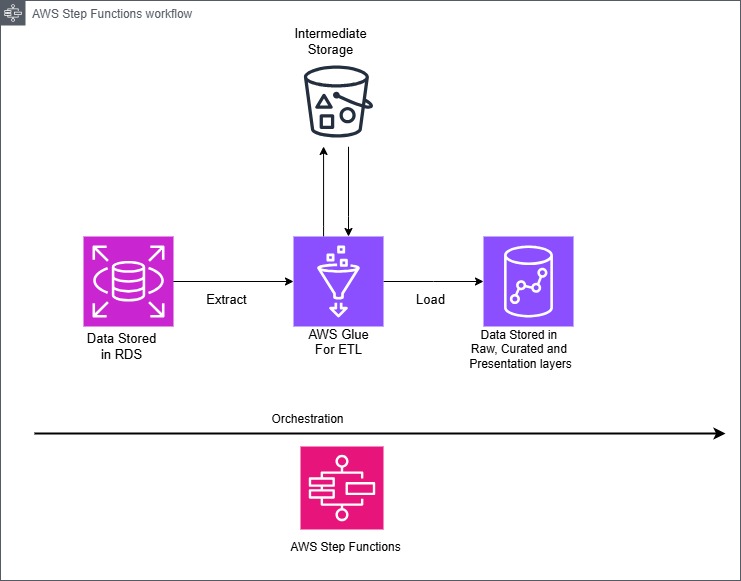 AWS Step Functions workflow
Intermediate
Storage
Extract
Load
Data Stored
in RDS
AWS Glue
For ETL
Data Stored in
Raw, Curated and
Presentation layers
Orchestration
AWS Step Functions